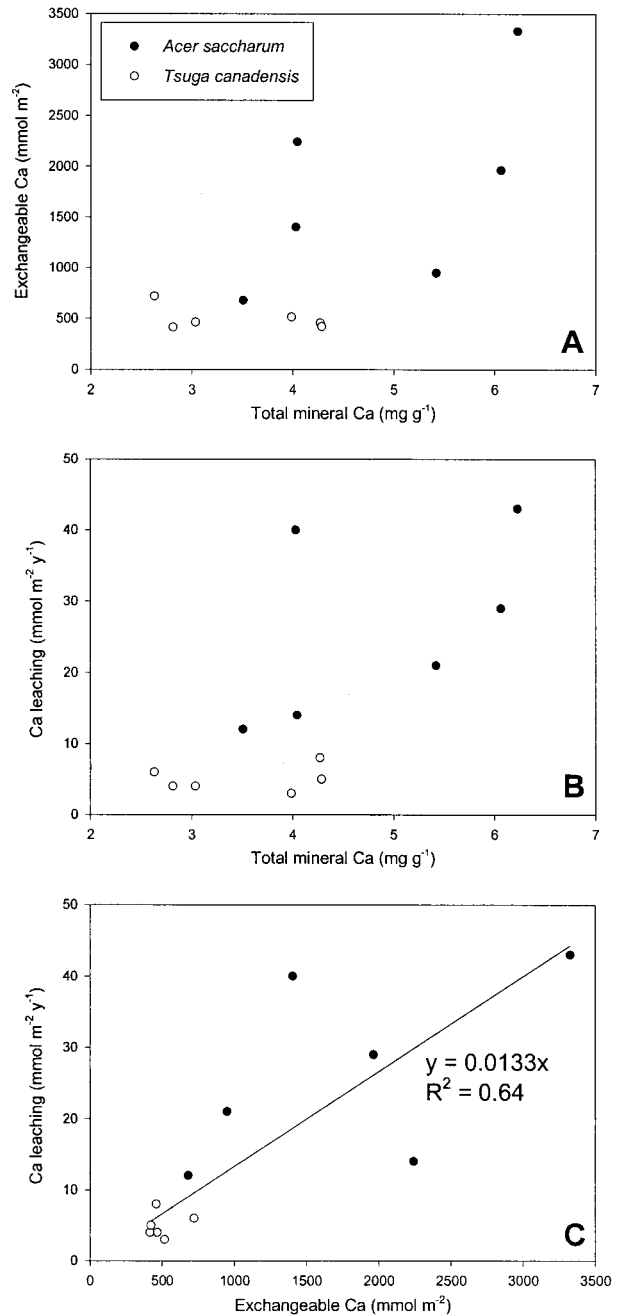 3500
3000
2500
2000
1500
1000
500
0
Exchangeable Ca (mmol m⁻²)
Acer saccharum
Tsuga canadensis
A
2 3 4 5 6 7
Total mineral Ca (mg g⁻¹)
50
40
30
20
10
0
Ca leaching (mmol m⁻² y⁻¹)
B
2 3 4 5 6 7
Total mineral Ca (mg g⁻¹)
50
40
30
20
10
0
Ca leaching (mmol m⁻² y⁻¹)
y = 0.0133x
R² = 0.64
C
0 500 1000 1500 2000 2500 3000 3500
Exchangeable Ca (mmol m⁻²)